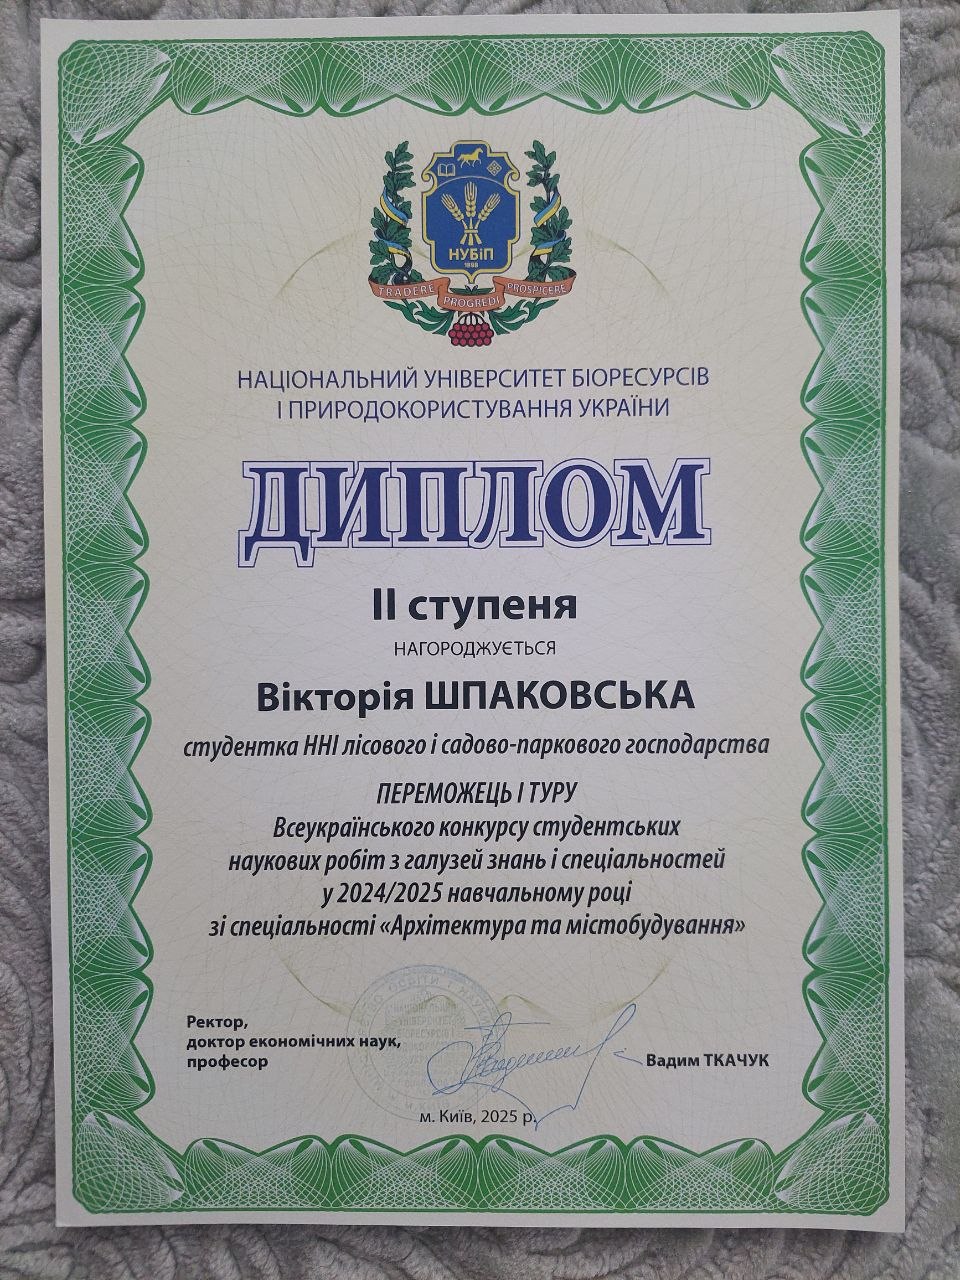 НУБіП
1898
TRADERE PROGREDI PROSPICERE
НАЦІОНАЛЬНИЙ УНІВЕРСИТЕТ БІОРЕСУРСІВ
І ПРИРОДОКОРИСТУВАННЯ УКРАЇНИ
ДИПЛОМ
ІІ ступеня
НАГОРОДЖУЄТЬСЯ
Вікторія ШПАКОВСЬКА
студентка ННІ лісового і садово-паркового господарства
ПЕРЕМОЖЕЦЬ І ТУРУ
Всеукраїнського конкурсу студентських
наукових робіт з галузей знань і спеціальностей
у 2024/2025 навчальному році
зі спеціальності «Архітектура та містобудування»
Ректор,
доктор економічних наук,
професор
Вадим ТКАЧУК
м. Київ, 2025 р.